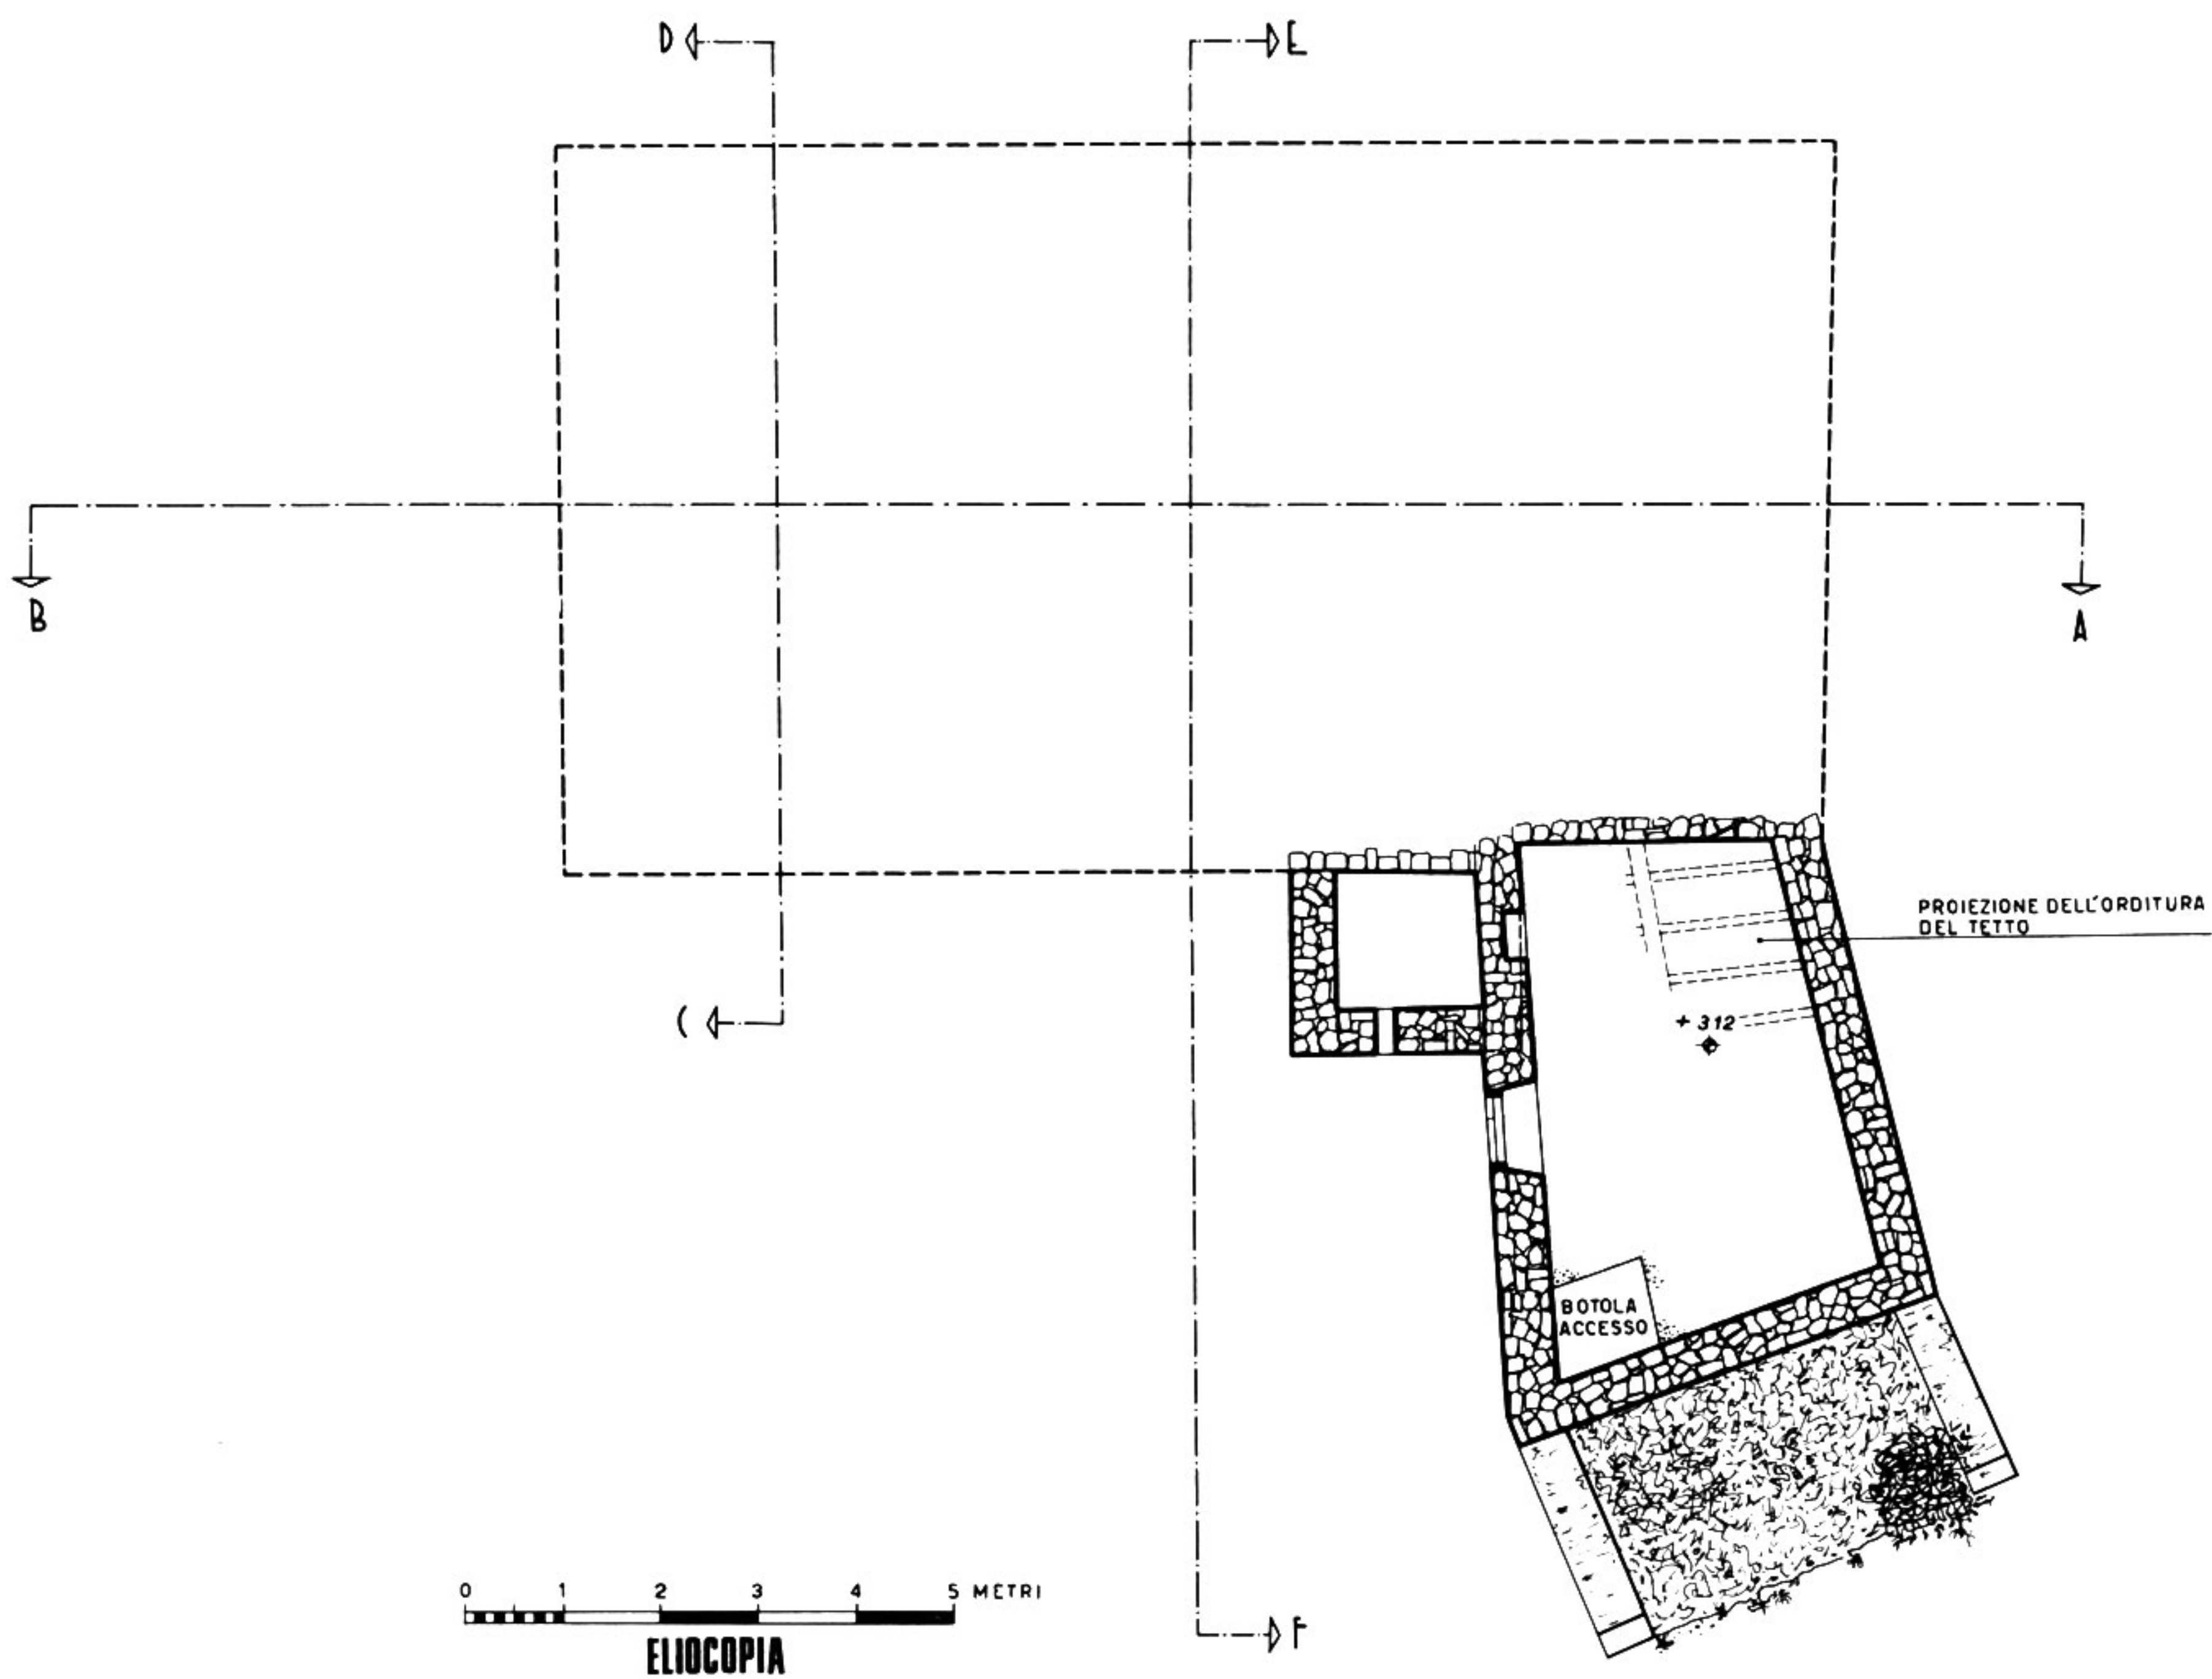 D
E
B
A
PROIEZIONE DELL'ORDITURA
DEL TETTO
C
+ 312
BOTOLA
ACCESSO
0 1 2 3 4 5 METRI
ELIOCOPIA
F